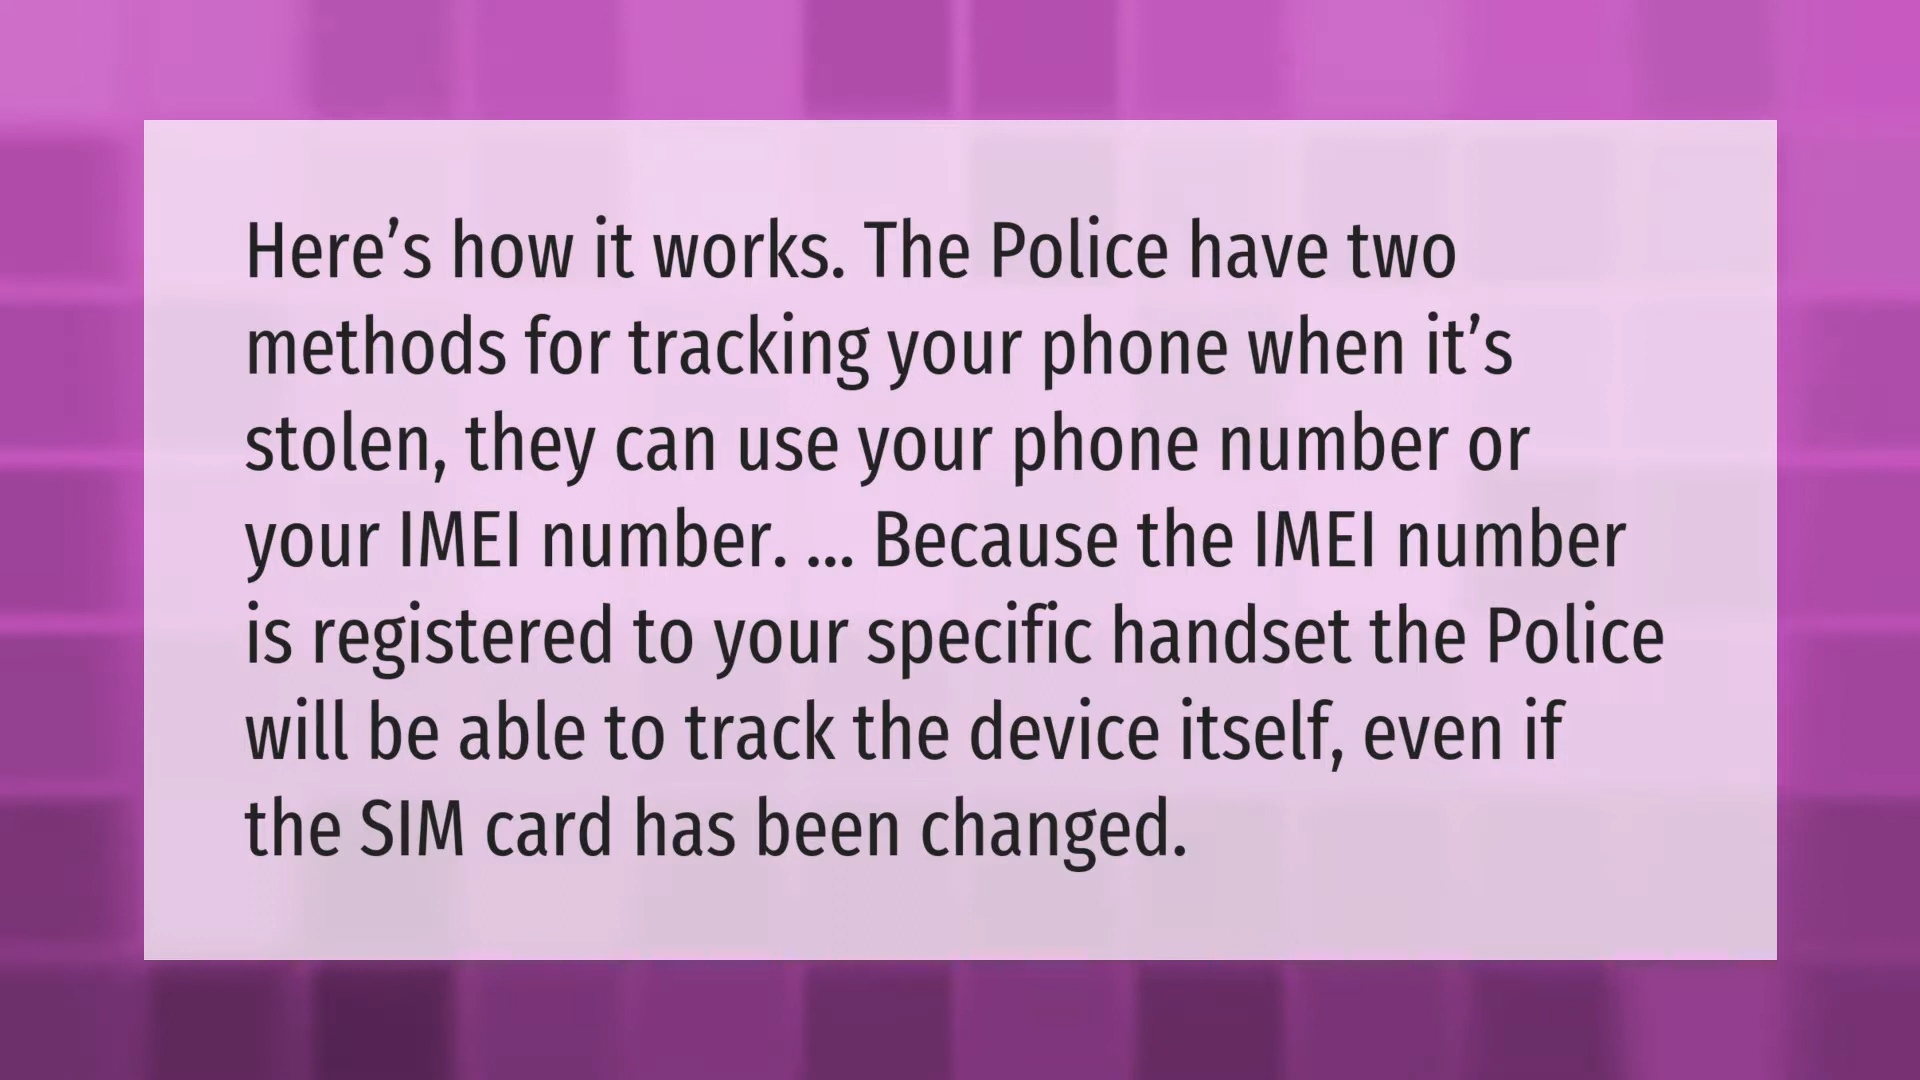 Here’s how it works. The Police have two
methods for tracking your phone when it’s
stolen, they can use your phone number or
your IMEI number. ... Because the IMEI number
is registered to your specific handset the Police
will be able to track the device itself, even if
the SIM card has been changed.